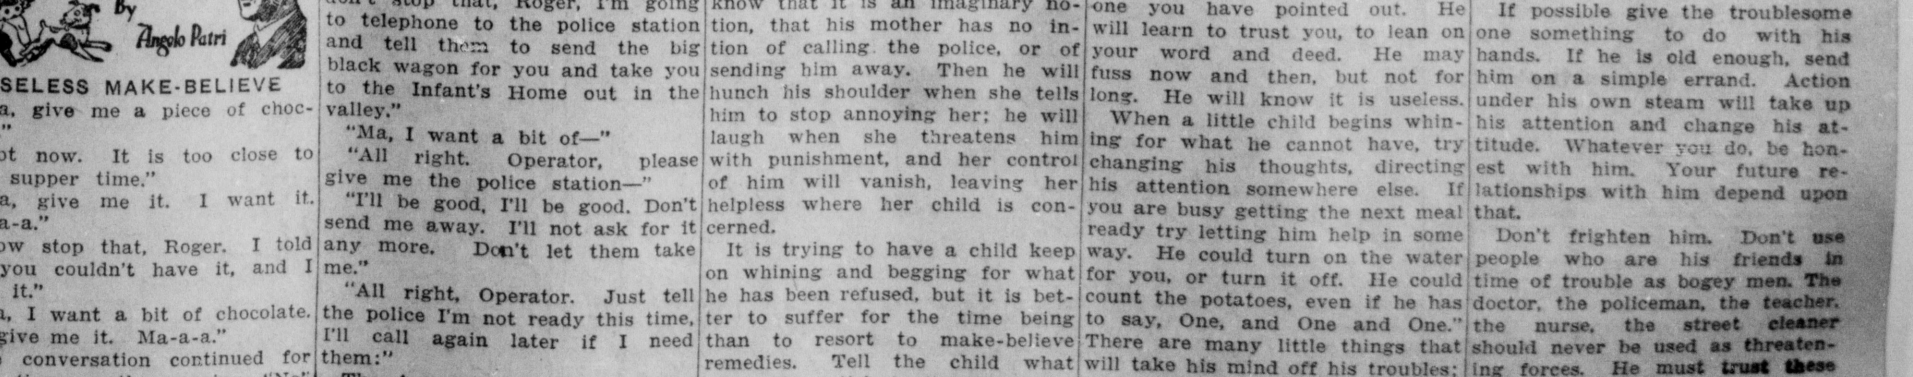 By
Angelo Patri
SELESS MAKE-BELIEVE
a, give me a piece of choc-
"
ot now. It is too close to
supper time."
a, give me it. I want it.
a-a."
ow stop that, Roger. I told
you couldn't have it, and I
it."
a, I want a bit of chocolate.
give me it. Ma-a-a."
conversation continued for
stop that, Roger, I'm going
to telephone to the police station
and tell them to send the big
black wagon for you and take you
to the Infant's Home out in the
valley."
"Ma, I want a bit of—"
"All right. Operator, please
give me the police station—"
"I'll be good, I'll be good. Don't
send me away. I'll not ask for it
any more. Don't let them take
me."
"All right, Operator. Just tell
the police I'm not ready this time,
I'll call again later if I need
them:"
know that it is an imaginary no-
tion, that his mother has no in-
tion of calling the police, or of
sending him away. Then he will
hunch his shoulder when she tells
him to stop annoying her; he will
laugh when she threatens him
with punishment, and her control
of him will vanish, leaving her
helpless where her child is con-
cerned.
It is trying to have a child keep
on whining and begging for what
he has been refused, but it is bet-
ter to suffer for the time being
than to resort to make-believe
remedies. Tell the child what
one you have pointed out. He
will learn to trust you, to lean on
your word and deed. He may
fuss now and then, but not for
long. He will know it is useless.
When a little child begins whin-
ing for what he cannot have, try
changing his thoughts, directing
his attention somewhere else. If
you are busy getting the next meal
ready try letting him help in some
way. He could turn on the water
for you, or turn it off. He could
count the potatoes, even if he has
to say, One, and One and One."
There are many little things that
will take his mind off his troubles;
If possible give the troublesome
one something to do with his
hands. If he is old enough, send
him on a simple errand. Action
under his own steam will take up
his attention and change his at-
titude. Whatever you do, be hon-
est with him. Your future re-
lationships with him depend upon
that.
Don't frighten him. Don't use
people who are his friends in
time of trouble as bogey men. The
doctor, the policeman, the teacher,
the nurse, the street cleaner
should never be used as threaten-
ing forces. He must trust these